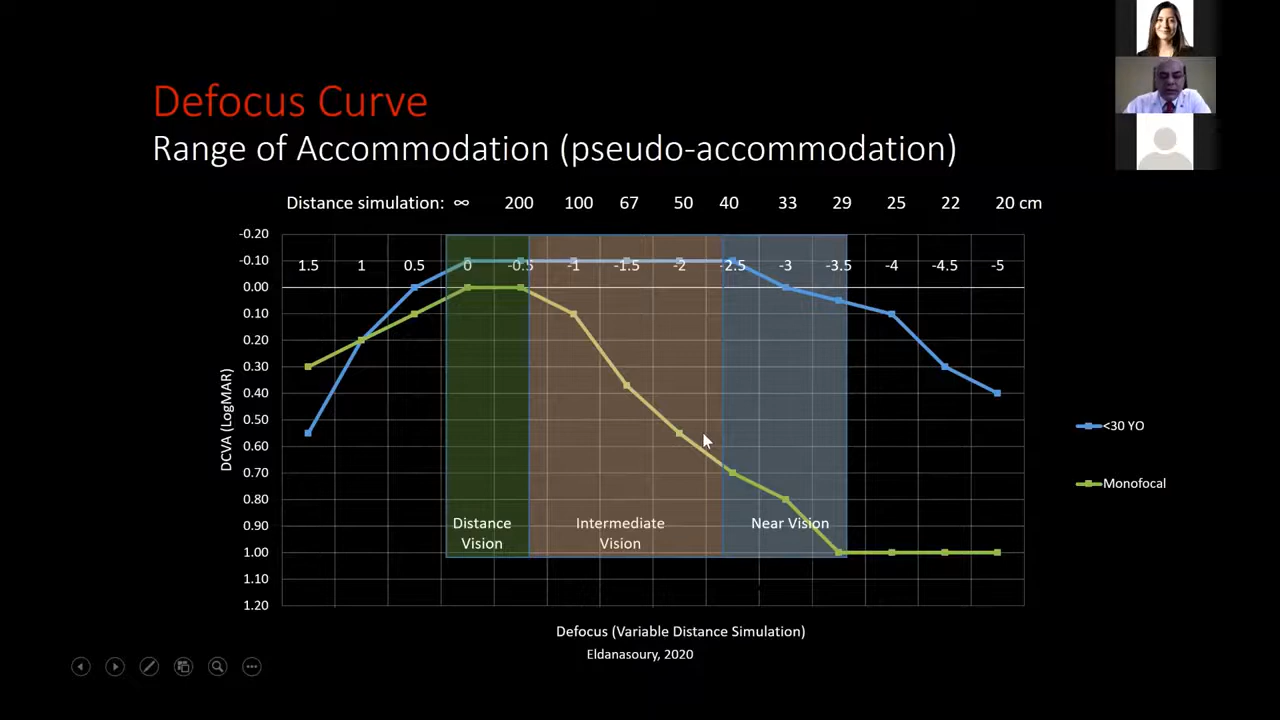 Defocus Curve
Range of Accommodation (pseudo-accommodation)
Distance simulation: ∞ 200 100 67 50 40 33 29 25 22 20 cm
-0.20
-0.10
0.00
0.10
0.20
0.30
0.40
0.50
0.60
0.70
0.80
0.90
1.00
1.10
1.20
1.5 1 0.5 0 -0.5 -1 -1.5 -2 -2.5 -3 -3.5 -4 -4.5 -5
DCVA (LogMAR)
Distance
Vision
Intermediate
Vision
Near Vision
<30 YO
Monofocal
Defocus (Variable Distance Simulation)
Eldanasoury, 2020